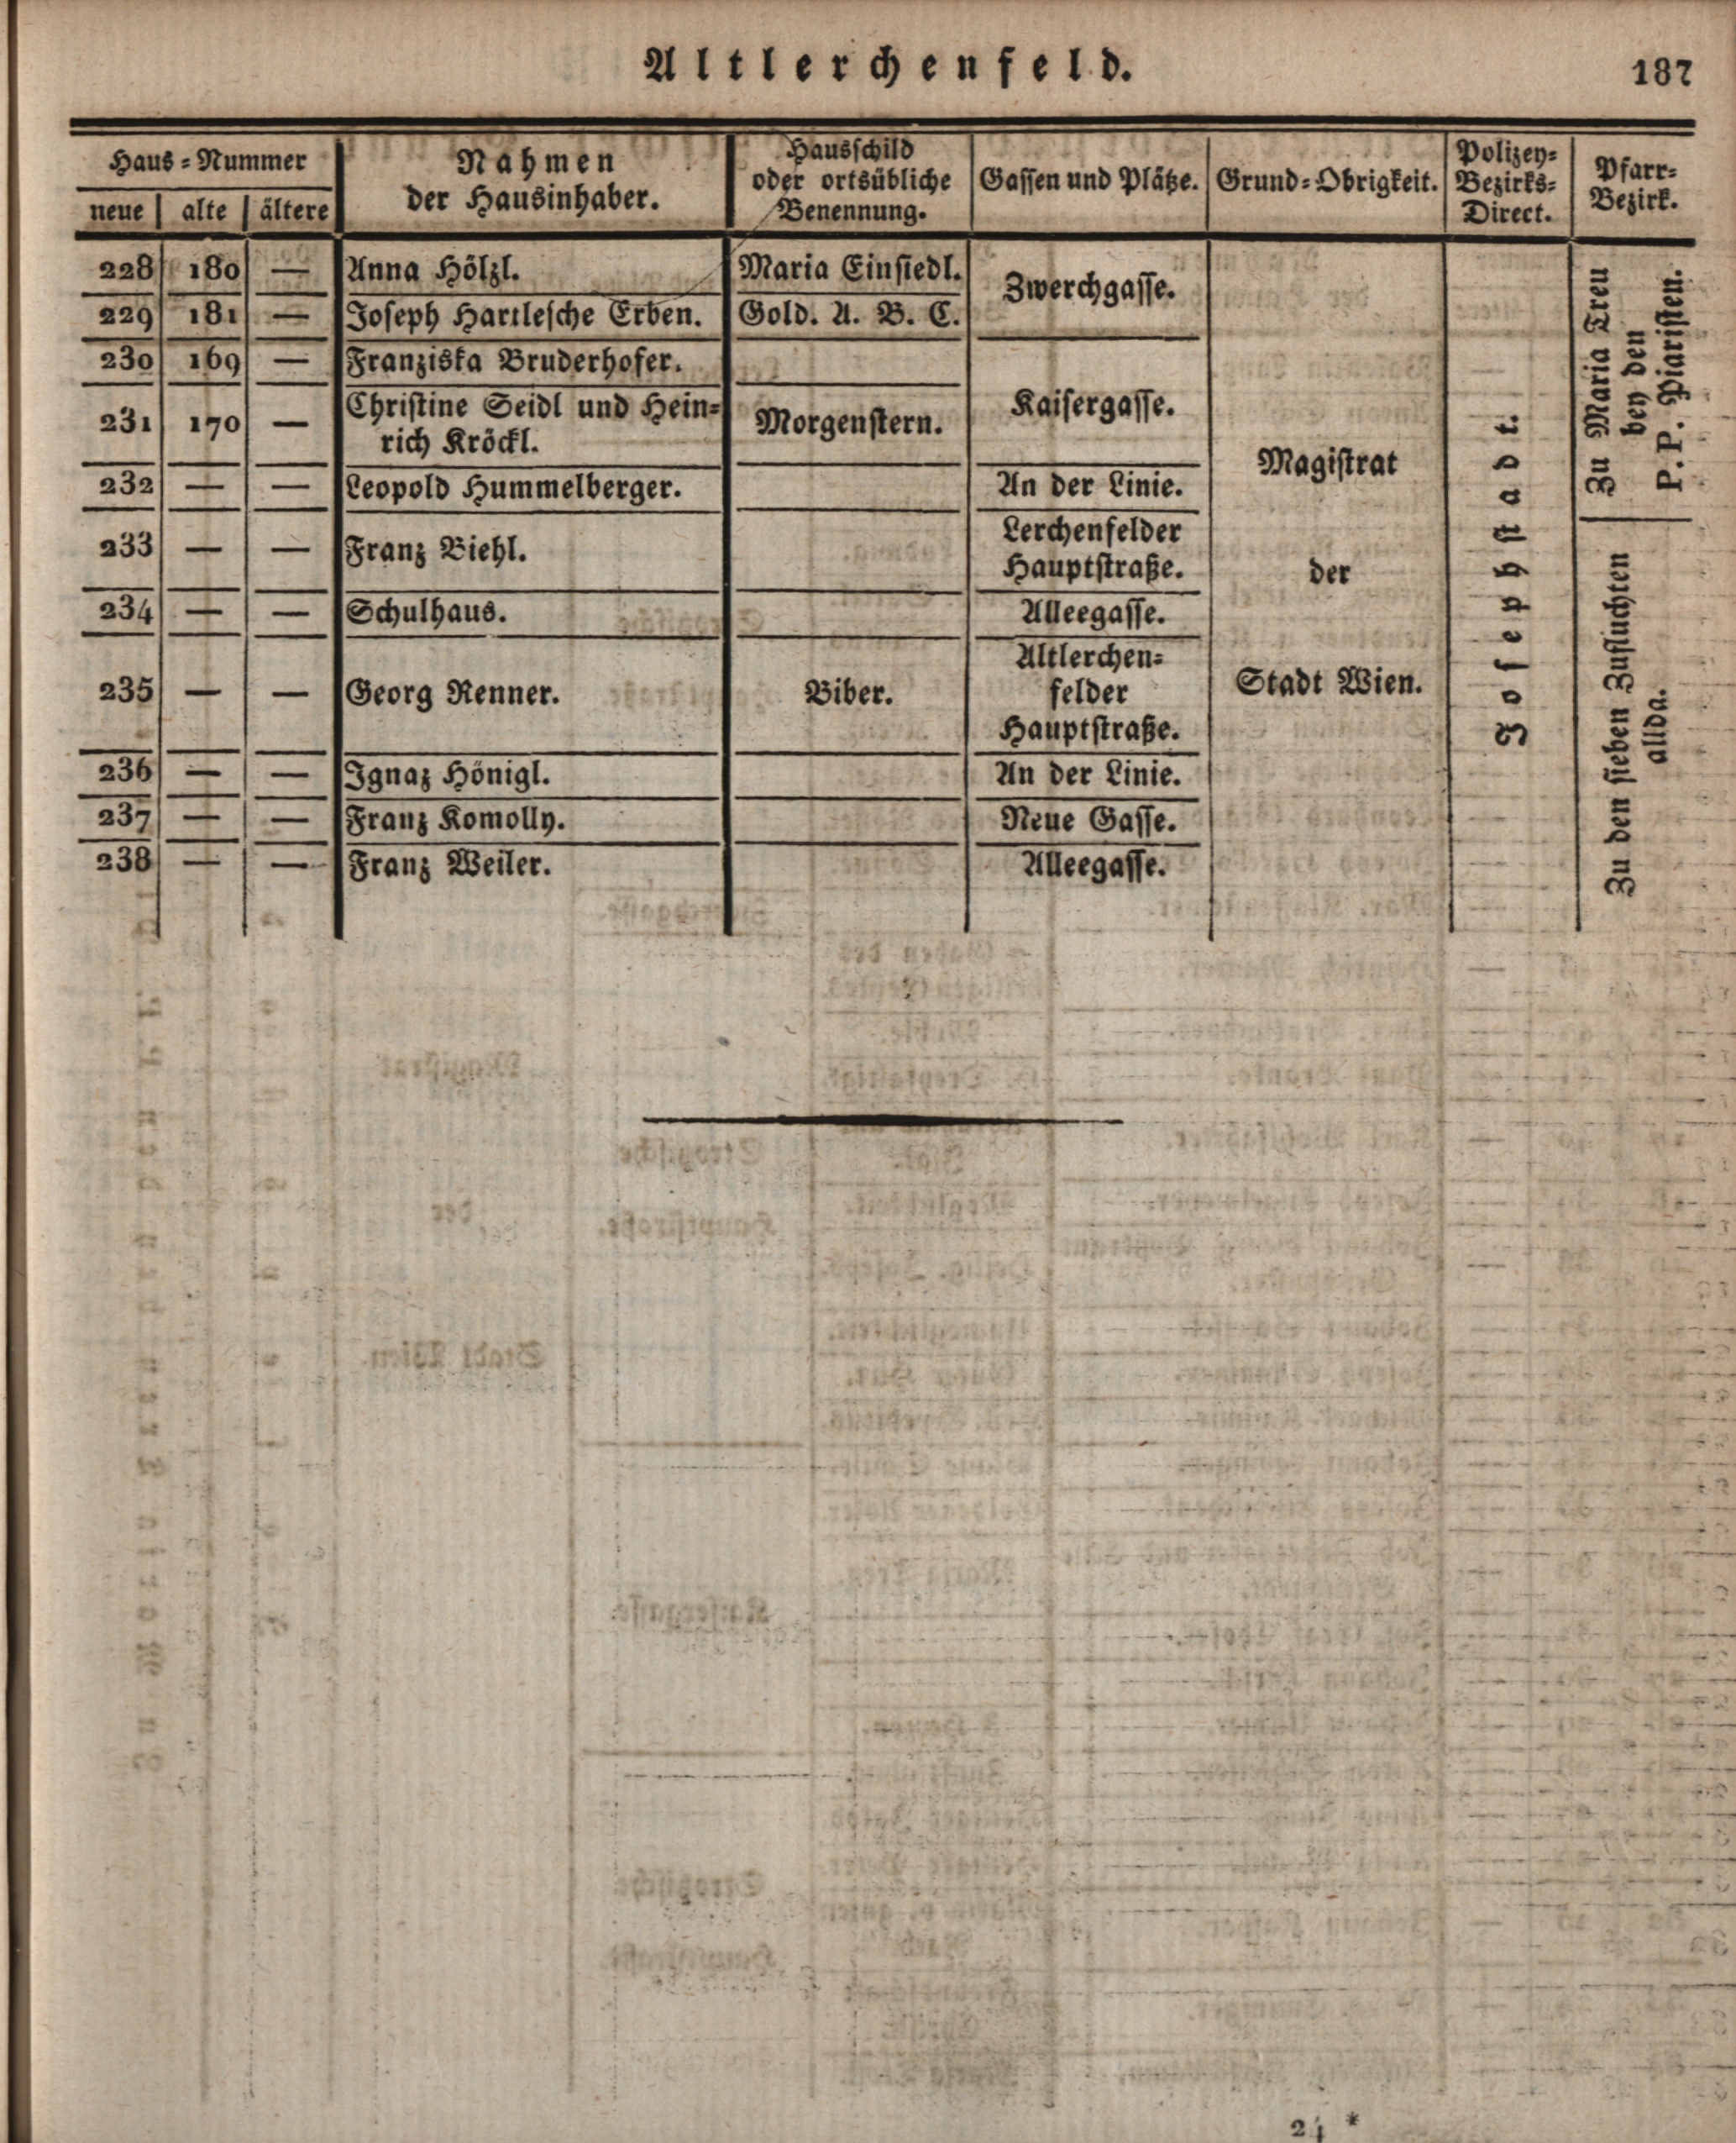 Altlerchenfeld.
187
Haus-Nummer
neue | alte | ältere
Nahmen
der Hausinhaber.
Hausschild
oder ortsübliche
Benennung.
Gassen und Plätze.
Grund-Obrigkeit.
Polizey-
Bezirks-
Direct.
Pfarr-
Bezirk.
228 180 — Anna Hölzl. Maria Einsiedl.
Zwerchgasse.
229 181 — Joseph Hartlesche Erben. Gold. A. B. C.
230 169 — Franziska Bruderhofer.
Kaisergasse.
231 170 — Christine Seidl und Hein-
rich Kröckl.
Morgenstern.
232 — — Leopold Hummelberger. An der Linie.
233 — — Franz Biehl. Lerchenfelder
Hauptstraße.
234 — — Schulhaus. Alleegasse.
235 — — Georg Renner. Biber. Altlerchen-
felder
Hauptstraße.
236 — — Ignaz Hönigl. An der Linie.
237 — — Franz Komolly. Neue Gasse.
238 — — Franz Weiler. Alleegasse.
Magistrat
der
Stadt Wien.
Josephstadt.
Zu Maria Treu
bey den
P. P. Piaristen.
Zu den sieben Zufluchten
allda.